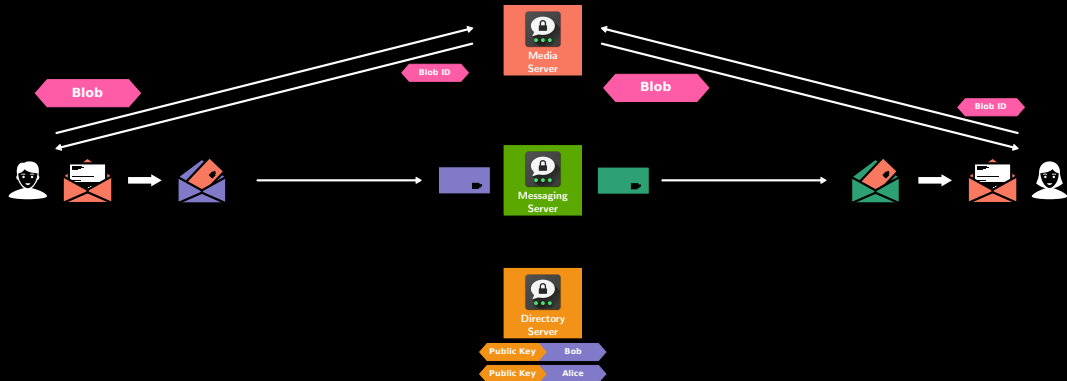 Media
Server
Blob ID
Blob
Blob
Blob ID
Messaging
Server
Directory
Server
Public Key Bob
Public Key Alice